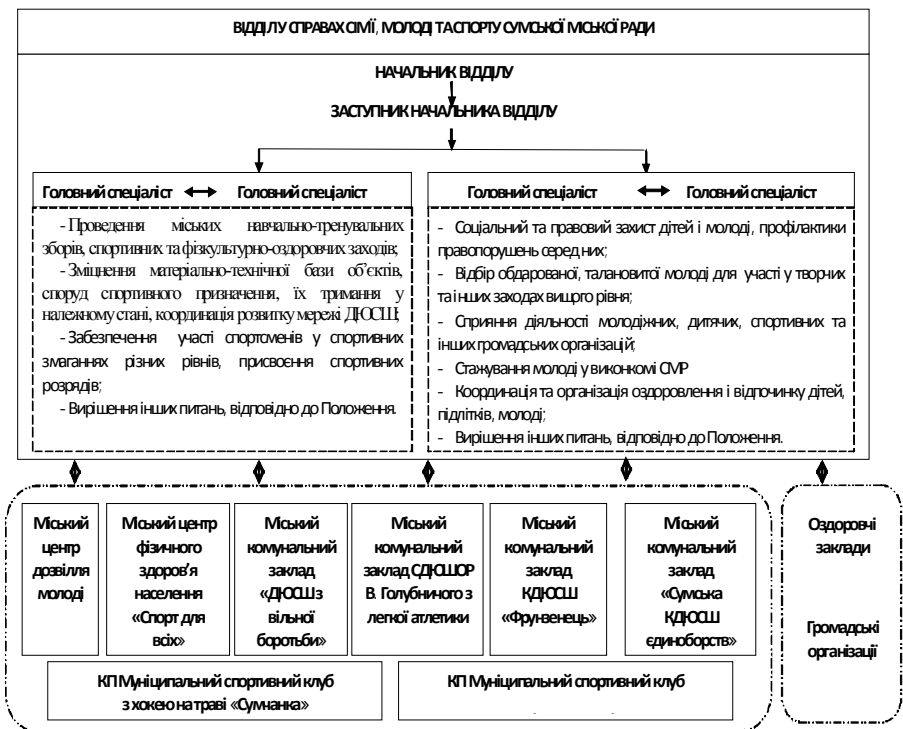 ВІДДІЛ У СПРАВАХ СІМ'Ї, МОЛОДІ ТА СПОРТУ СУМСЬКОЇ МІСЬКОЇ РАДИ
НАЧАЛЬНИК ВІДДІЛУ
ЗАСТУПНИК НАЧАЛЬНИКА ВІДДІЛУ
Головний спеціаліст Головний спеціаліст
- Проведення міських навчально-тренувальних
зборів, спортивних та фізкультурно-оздоровчих заходів;
- Зміцнення матеріально-технічної бази об'єктів,
споруд спортивного призначення, їх тримання у
належному стані, координація розвитку мережі ДЮСШ;
- Забезпечення участі спортсменів у спортивних
змаганнях різних рівнів, присвоєння спортивних
розрядів;
- Вирішення інших питань, відповідно до Положення.
Головний спеціаліст Головний спеціаліст
- Соціальний та правовий захист дітей і молоді, профілактики
правопорушень серед них;
- Відбір обдарованої, талановитої молоді для участі у творчих
та інших заходах вищого рівня;
- Сприяння діяльності молодіжних, дитячих, спортивних та
інших громадських організацій;
- Стажування молоді у виконкомі СМР
- Координація та організація оздоровлення і відпочинку дітей,
підлітків, молоді;
- Вирішення інших питань, відповідно до Положення.
Міський
центр
дозвілля
молоді
Міський центр
фізичного
здоров'я
населення
«Спорт для
всіх»
Міський
комунальний
заклад
«ДЮСШ з
вільної
боротьби»
Міський
комунальний
заклад СДЮШОР
В. Голубничого з
легкої атлетики
Міський
комунальний
заклад
КДЮСШ
«Фрунзенець»
Міський
комунальний
заклад
«Сумська
КДЮСШ
єдиноборств»
КП Муніципальний спортивний клуб
з хокею на траві «Сумчанка»
КП Муніципальний спортивний клуб
Оздоровчі
заклади
Громадські
організації